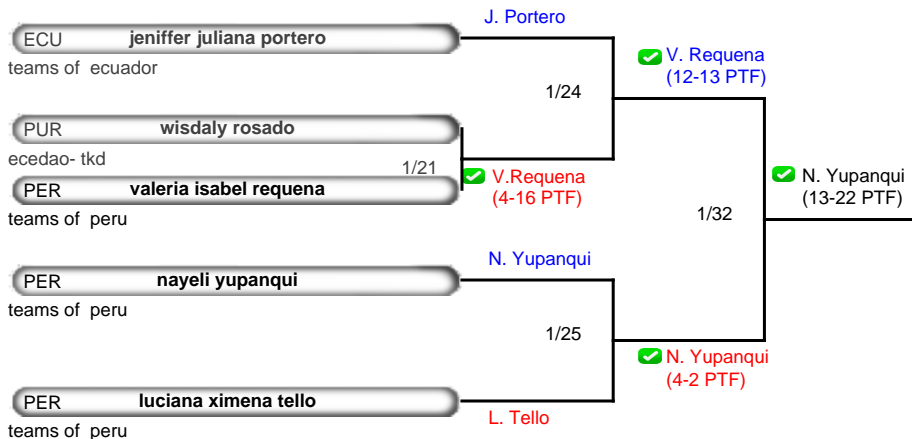 J. Portero
ECU jeniffer juliana portero
teams of ecuador
V. Requena
(12-13 PTF)
1/24
PUR wisdaly rosado
ecedao- tkd
1/21
V.Requena
(4-16 PTF)
PER valeria isabel requena
teams of peru
N. Yupanqui
(13-22 PTF)
1/32
N. Yupanqui
PER nayeli yupanqui
teams of peru
1/25
N. Yupanqui
(4-2 PTF)
PER luciana ximena tello
L. Tello
teams of peru